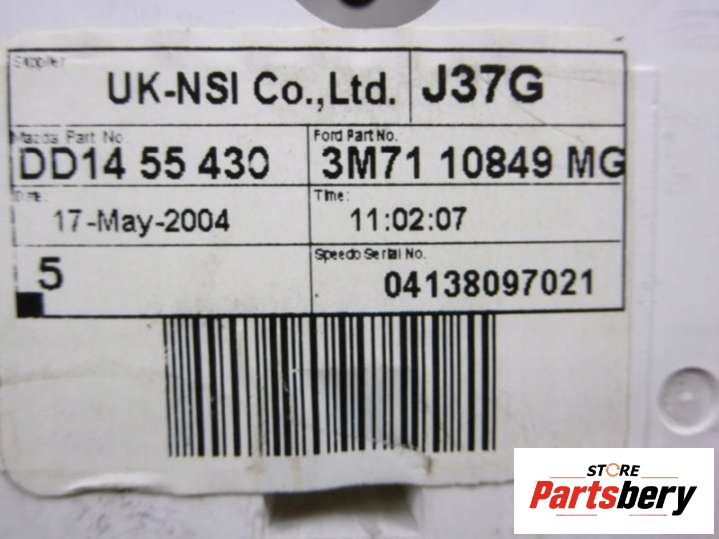 Supplier
UK-NSI Co.,Ltd. J37G
Mazda Part No. Ford Part No.
DD14 55 430 3M71 10849 MG
Date: Time:
17-May-2004 11:02:07
Speedo Serial No.
5 04138097021
STORE
Partsbery